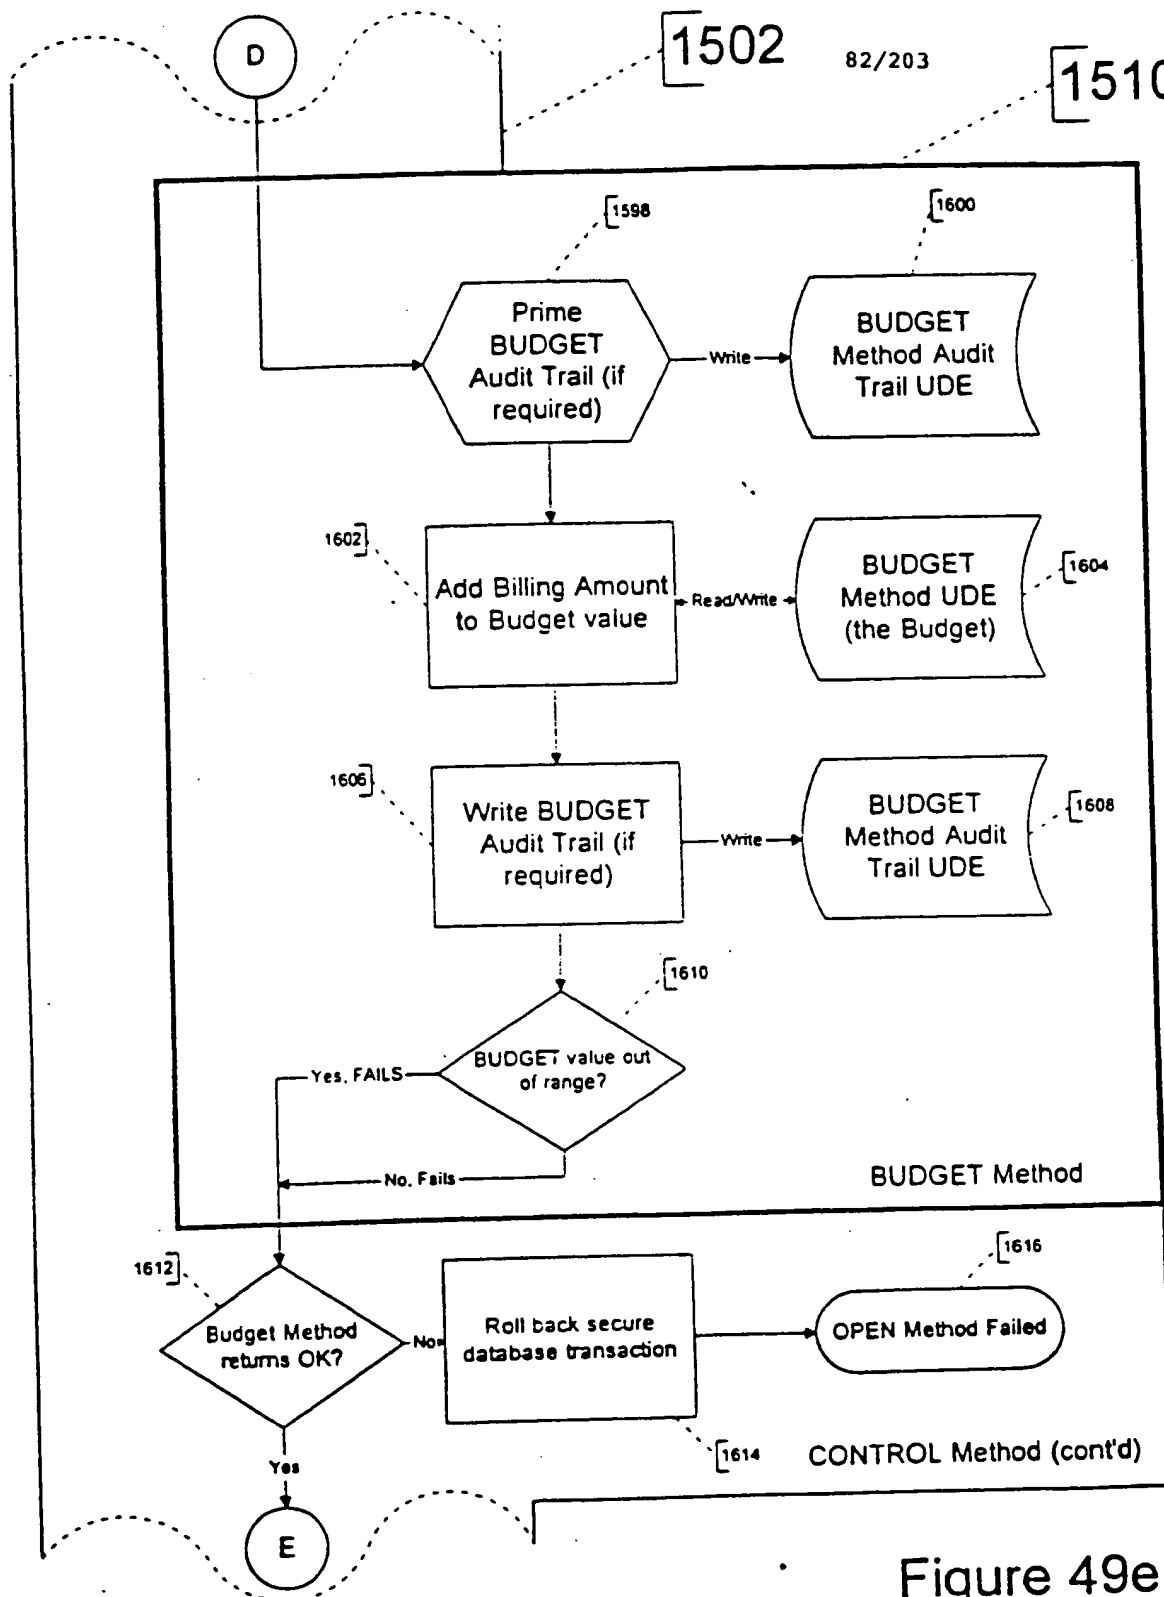 D
1502
82/203
1510
1598
1600
Prime
BUDGET
Audit Trail (if
required)
Write
BUDGET
Method Audit
Trail UDE
1602
Add Billing Amount
to Budget value
Read/Write
BUDGET
Method UDE
(the Budget)
1604
1606
Write BUDGET
Audit Trail (if
required)
Write
BUDGET
Method Audit
Trail UDE
1608
1610
BUDGET value out
of range?
Yes, FAILS
No, Fails
BUDGET Method
1612
Budget Method
returns OK?
No
Roll back secure
database transaction
1616
OPEN Method Failed
1614
CONTROL Method (cont'd)
Yes
E
Figure 49e